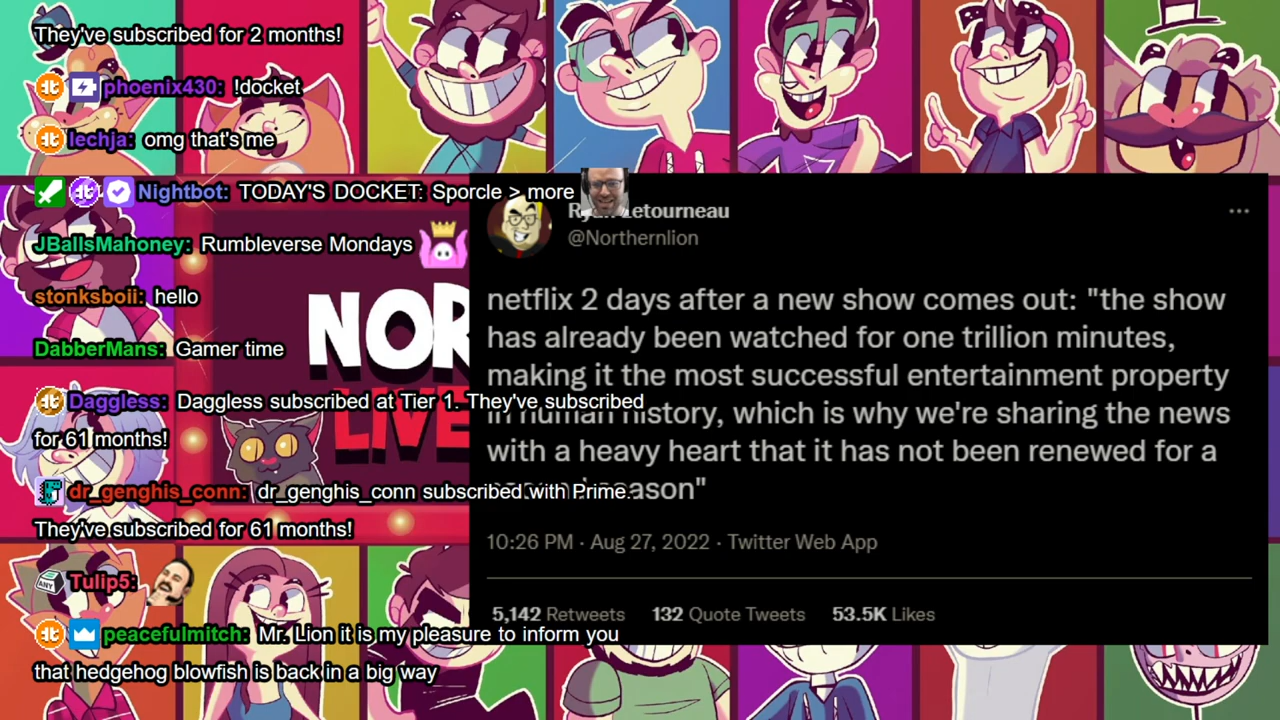 They've subscribed for 2 months!
phoenix430: !docket
lechja: omg that's me
Nightbot: TODAY'S DOCKET: Sporcle > more
JBallsMahoney: Rumbleverse Mondays
stonksboii: hello
DabberMans: Gamer time
Daggless: Daggless subscribed at Tier 1. They've subscribed
for 61 months!
dr_genghis_conn: dr_genghis_conn subscribed with Prime.
They've subscribed for 61 months!
ANY
Tulip5:
peacefulmitch: Mr. Lion it is my pleasure to inform you
that hedgehog blowfish is back in a big way
NOR
LIVE
Letourneau
@Northernlion
netflix 2 days after a new show comes out: "the show
has already been watched for one trillion minutes,
making it the most successful entertainment property
in human history, which is why we're sharing the news
with a heavy heart that it has not been renewed for a
season"
10:26 PM · Aug 27, 2022 · Twitter Web App
5,142 Retweets 132 Quote Tweets 53.5K Likes